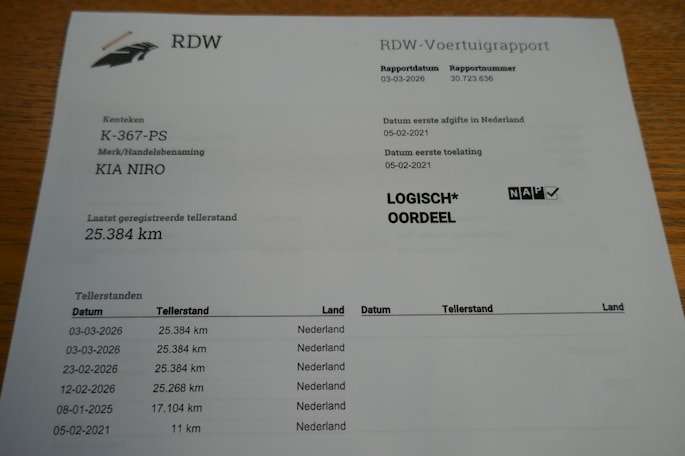 RDW
RDW-Voertuigrapport
Rapportdatum Rapportnummer
03-03-2026 30.723.636
Kenteken
K-367-PS
Merk/Handelsbenaming
KIA NIRO
Datum eerste afgifte in Nederland
05-02-2021
Datum eerste toelating
05-02-2021
Laatst geregistreerde tellerstand
25.384 km
LOGISCH*
OORDEEL
NAP
Tellerstanden
Datum Tellerstand Land Datum Tellerstand Land
03-03-2026 25.384 km Nederland
03-03-2026 25.384 km Nederland
23-02-2026 25.384 km Nederland
12-02-2026 25.268 km Nederland
08-01-2025 17.104 km Nederland
05-02-2021 11 km Nederland